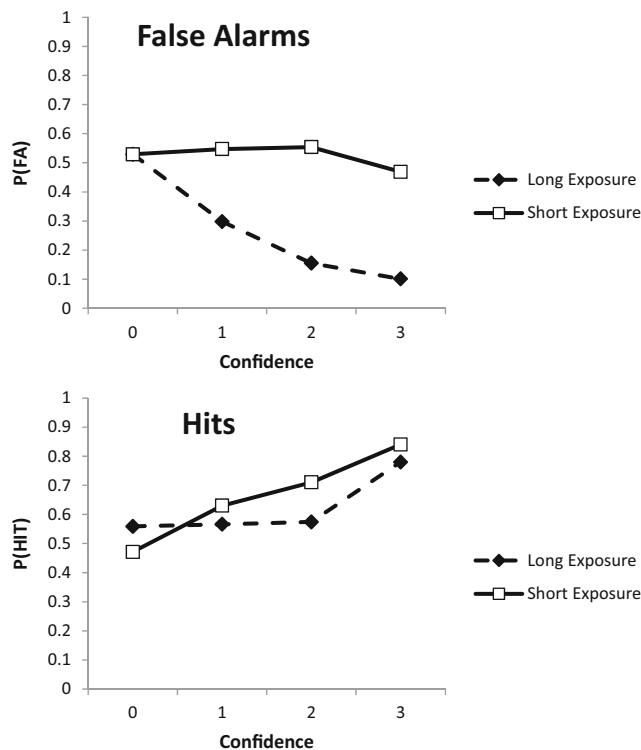 False Alarms
1
0.9
0.8
0.7
0.6
0.5
0.4
0.3
0.2
0.1
0
P(FA)
0 1 2 3
Confidence
Long Exposure
Short Exposure
Hits
1
0.9
0.8
0.7
0.6
0.5
0.4
0.3
0.2
0.1
0
P(HIT)
0 1 2 3
Confidence
Long Exposure
Short Exposure